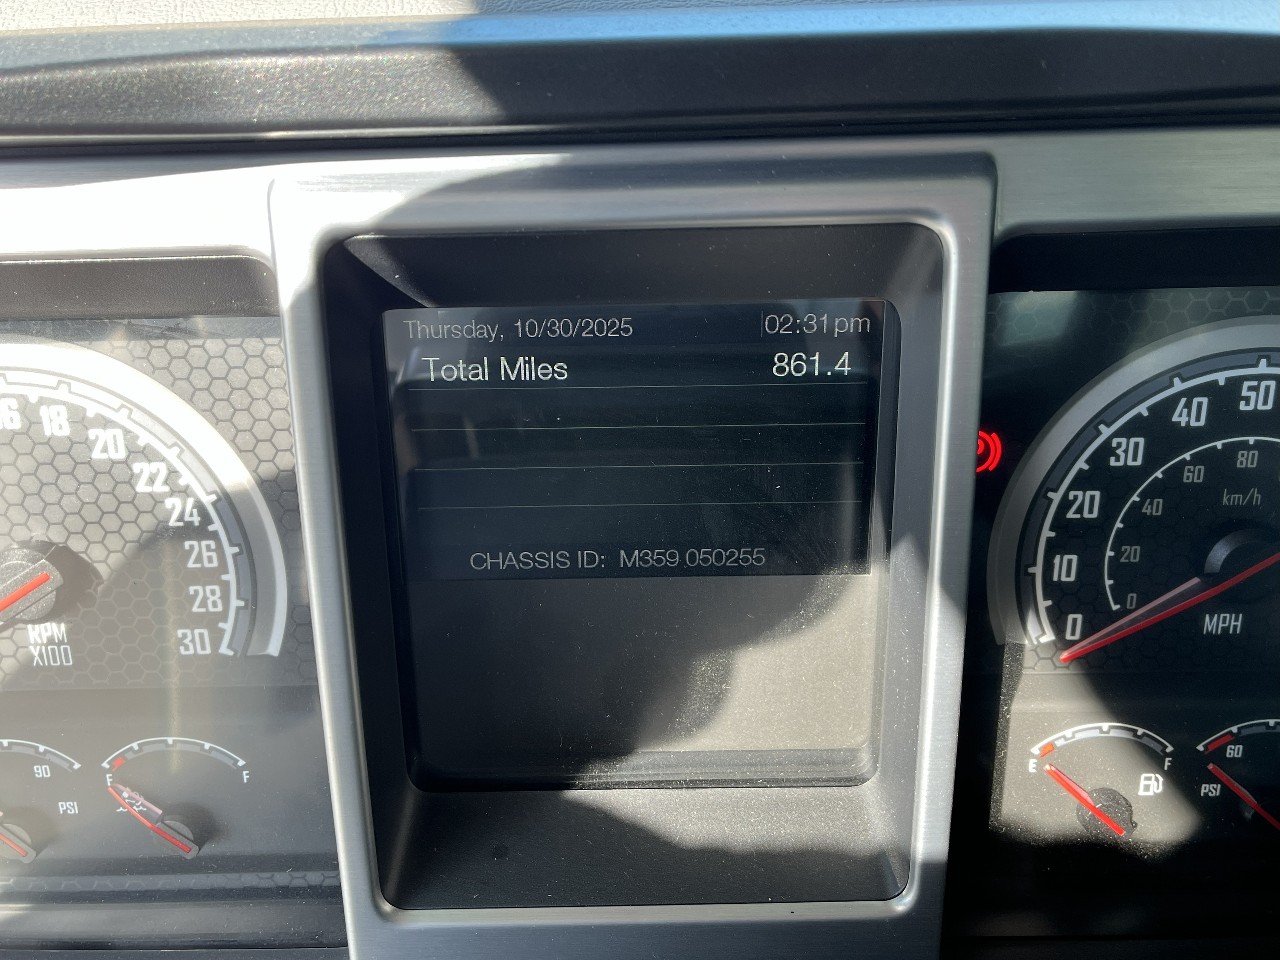 Thursday, 10/30/2025 02:31 pm
Total Miles 861.4
CHASSIS ID: M359 050255
18
20
22
24
26
28
30
RPM
X100
90
PSI
E
F
0
10
20
30
40
50
0
20
40
60
80
km/h
MPH
E
F
60
PSI